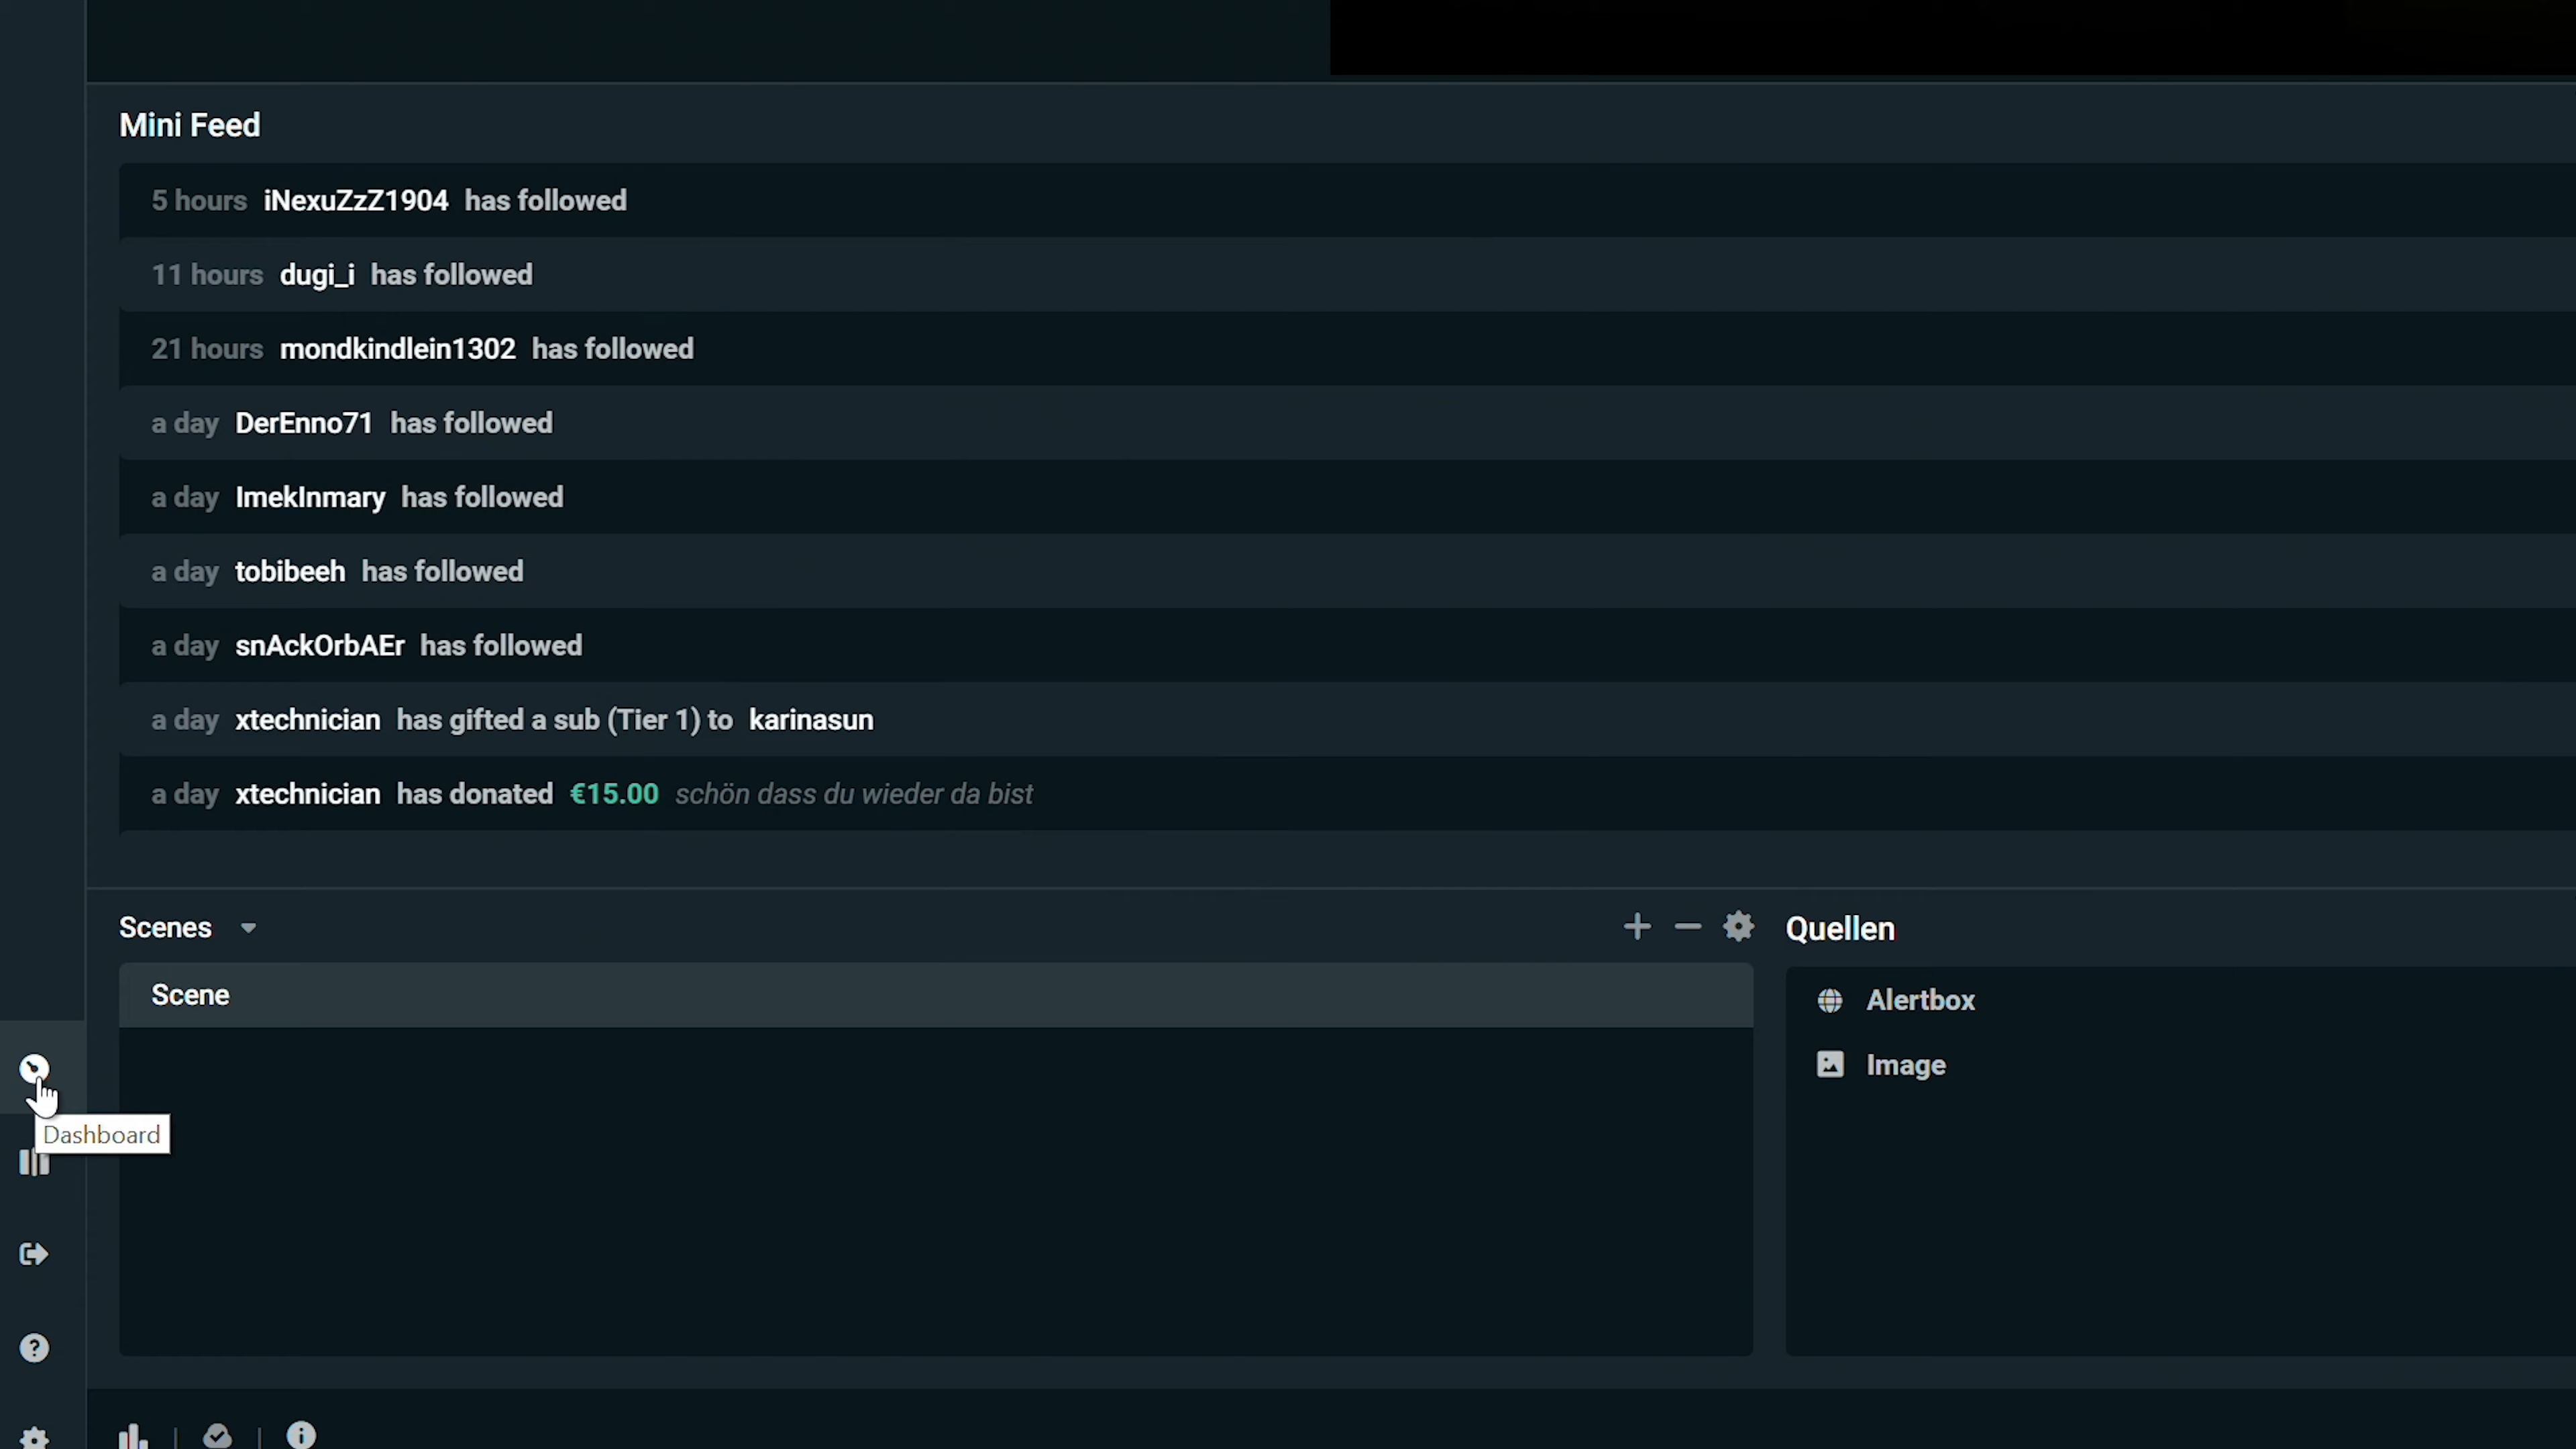 Mini Feed
5 hours iNexuZzZ1904 has followed
11 hours dugi_i has followed
21 hours mondkindlein1302 has followed
a day DerEnno71 has followed
a day ImekInmary has followed
a day tobibeeh has followed
a day snAckOrbAEr has followed
a day xtechnician has gifted a sub (Tier 1) to karinasun
a day xtechnician has donated €15.00 schön dass du wieder da bist
Scenes
Quellen
Scene
Alertbox
Image
Dashboard